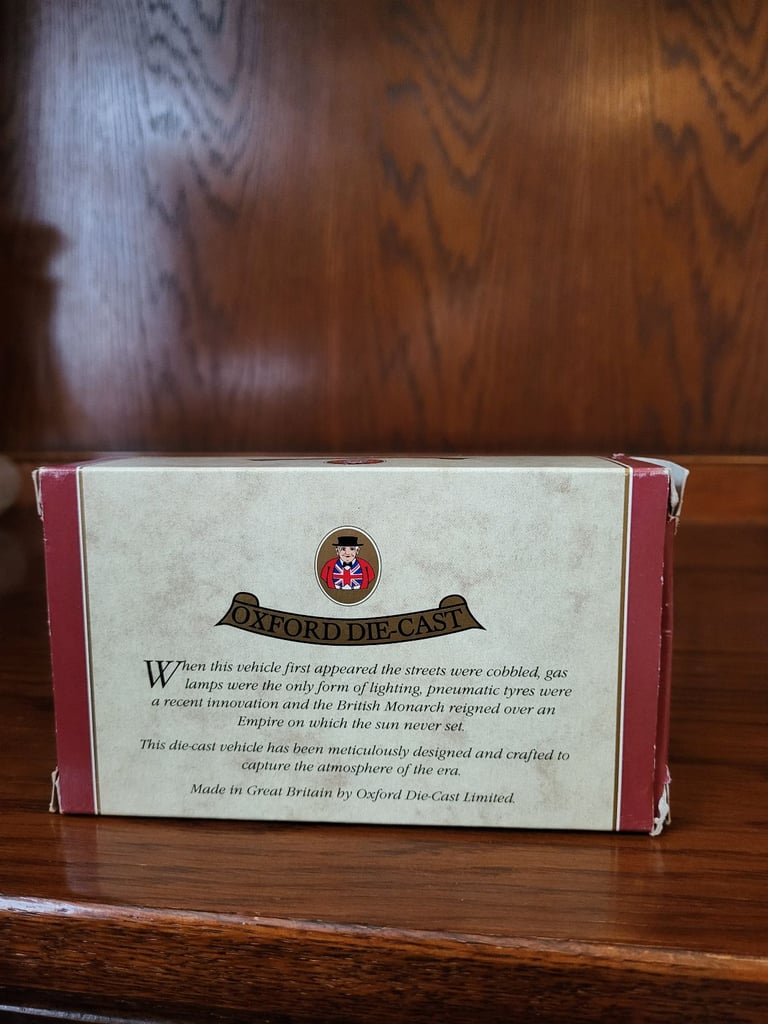 OXFORD DIE-CAST
When this vehicle first appeared the streets were cobbled, gas
lamps were the only form of lighting, pneumatic tyres were
a recent innovation and the British Monarch reigned over an
Empire on which the sun never set.
This die-cast vehicle has been meticulously designed and crafted to
capture the atmosphere of the era.
Made in Great Britain by Oxford Die-Cast Limited.